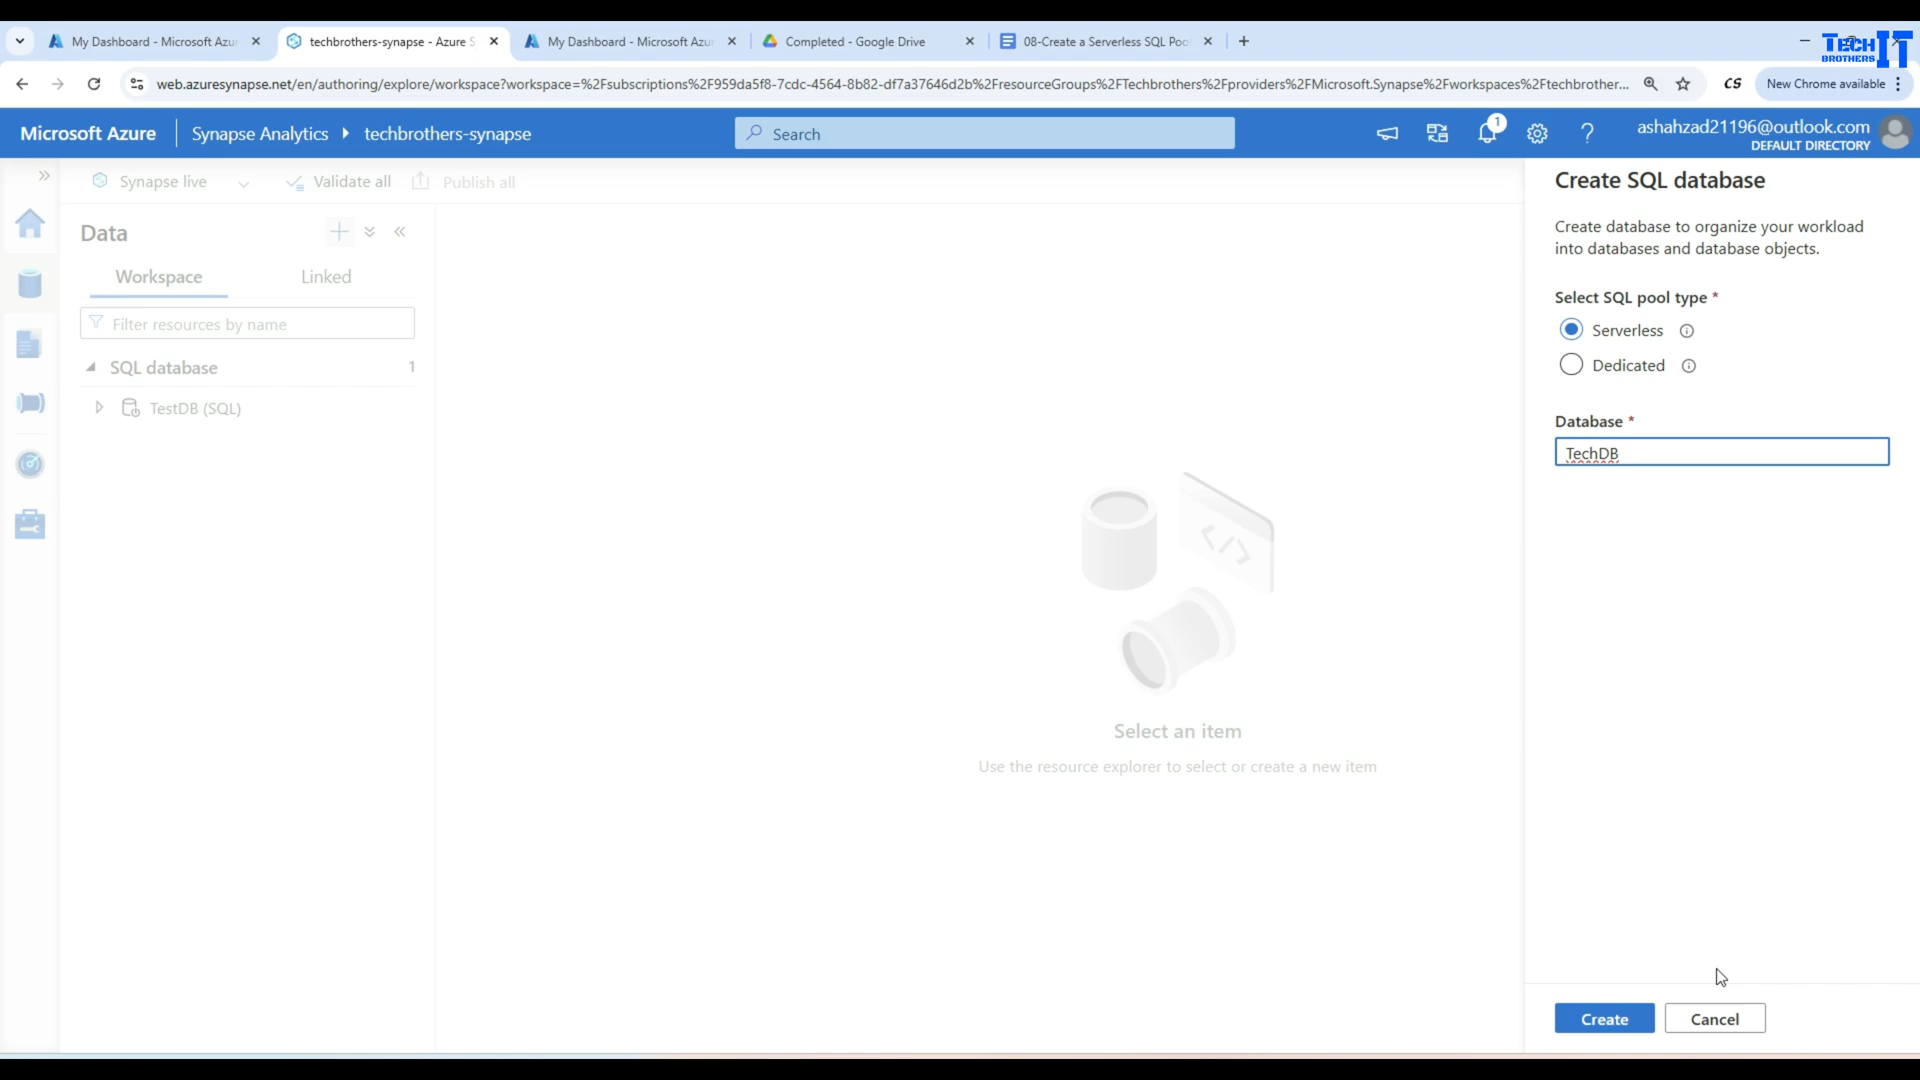 My Dashboard - Microsoft Azu
techbrothers-synapse - Azure S
My Dashboard - Microsoft Azu
Completed - Google Drive
08-Create a Serverless SQL Poo
TECH IT
BROTHERS
web.azuresynapse.net/en/authoring/explore/workspace?workspace=%2Fsubscriptions%2F959da5f8-7cdc-4564-8b82-df7a37646d2b%2FresourceGroups%2FTechbrothers%2Fproviders%2FMicrosoft.Synapse%2Fworkspaces%2Ftechbrother...
CS
New Chrome available
Microsoft Azure
Synapse Analytics
techbrothers-synapse
Search
1
ashahzad21196@outlook.com
DEFAULT DIRECTORY
Synapse live
Validate all
Publish all
Data
Workspace
Linked
Filter resources by name
SQL database
1
TestDB (SQL)
Select an item
Use the resource explorer to select or create a new item
Create SQL database
Create database to organize your workload
into databases and database objects.
Select SQL pool type *
Serverless
Dedicated
Database *
TechDB
Create
Cancel